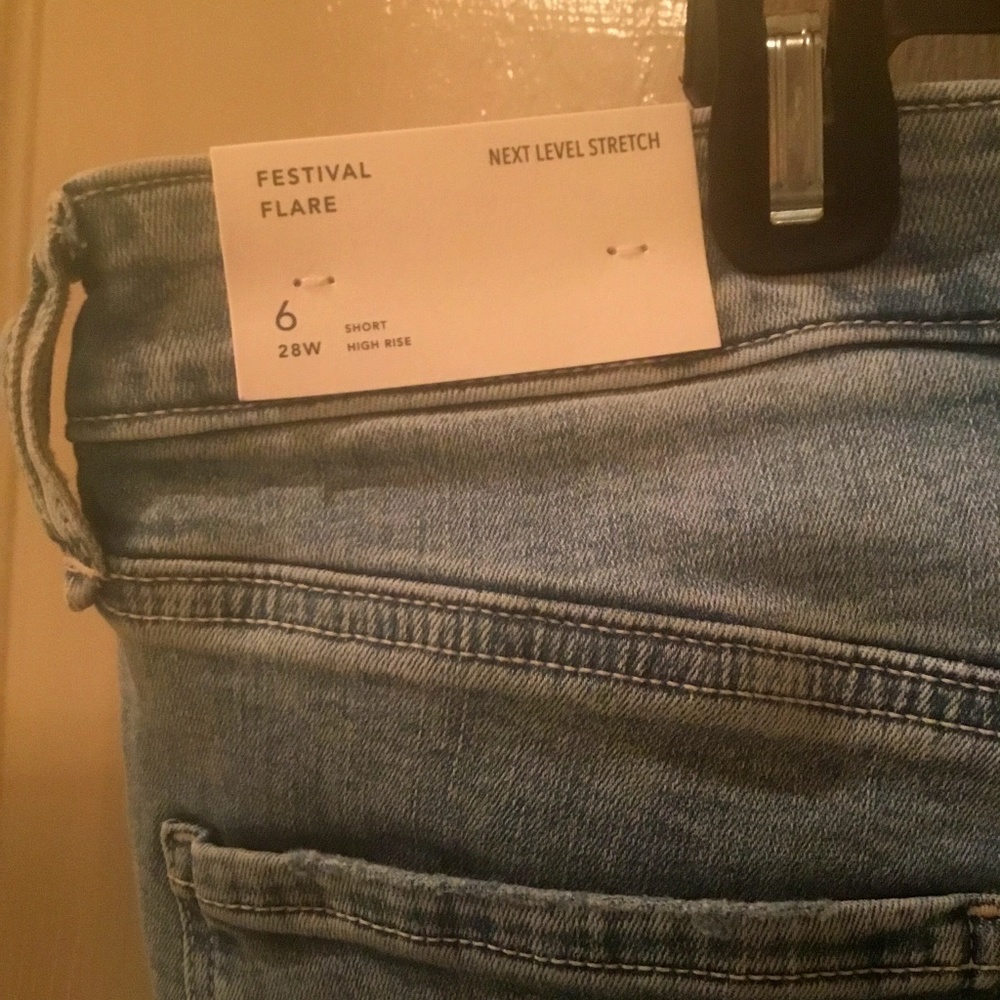 FESTIVAL
FLARE
NEXT LEVEL STRETCH
6
28W
SHORT
HIGH RISE